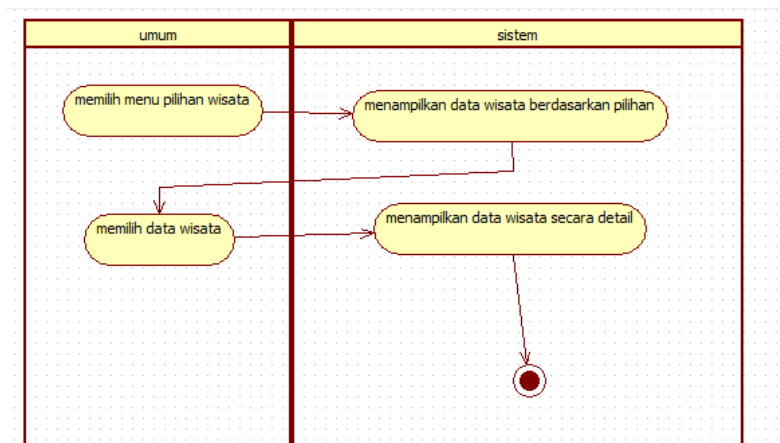 umum
sistem
memilih menu pilihan wisata
menampilkan data wisata berdasarkan pilihan
memilih data wisata
menampilkan data wisata secara detail